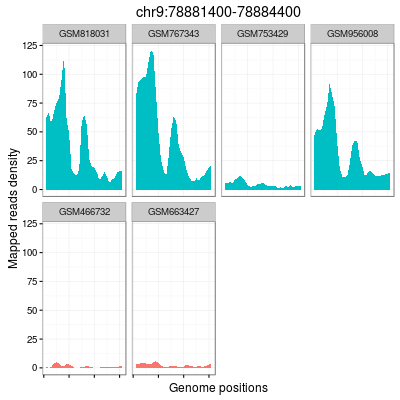 chr9:78881400-78884400
GSM818031 GSM767343 GSM753429 GSM956008
125
100
75
50
25
0
GSM466732 GSM663427
125
100
75
50
25
0
Mapped reads density
Genome positions